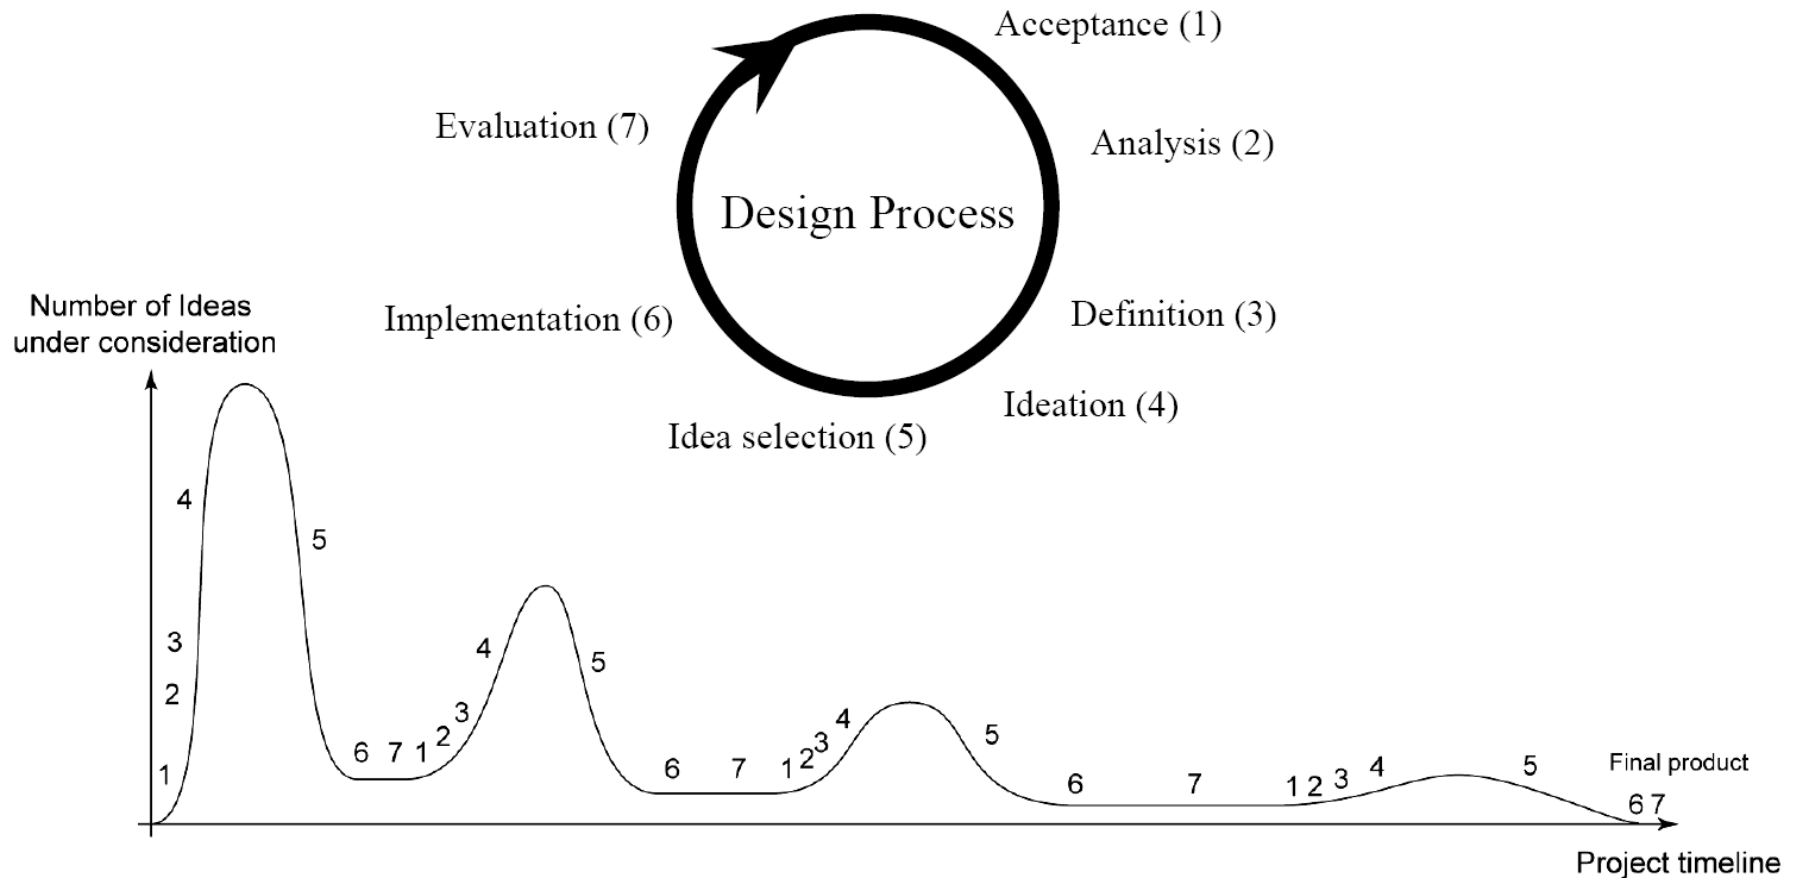 Acceptance (1)
Analysis (2)
Definition (3)
Ideation (4)
Idea selection (5)
Implementation (6)
Evaluation (7)
Design Process
Number of Ideas
under consideration
1
2
3
4
5
6
7
1
2
3
4
5
6
7
1
2
3
4
5
6
7
1
2
3
4
5
6
7
Final product
Project timeline